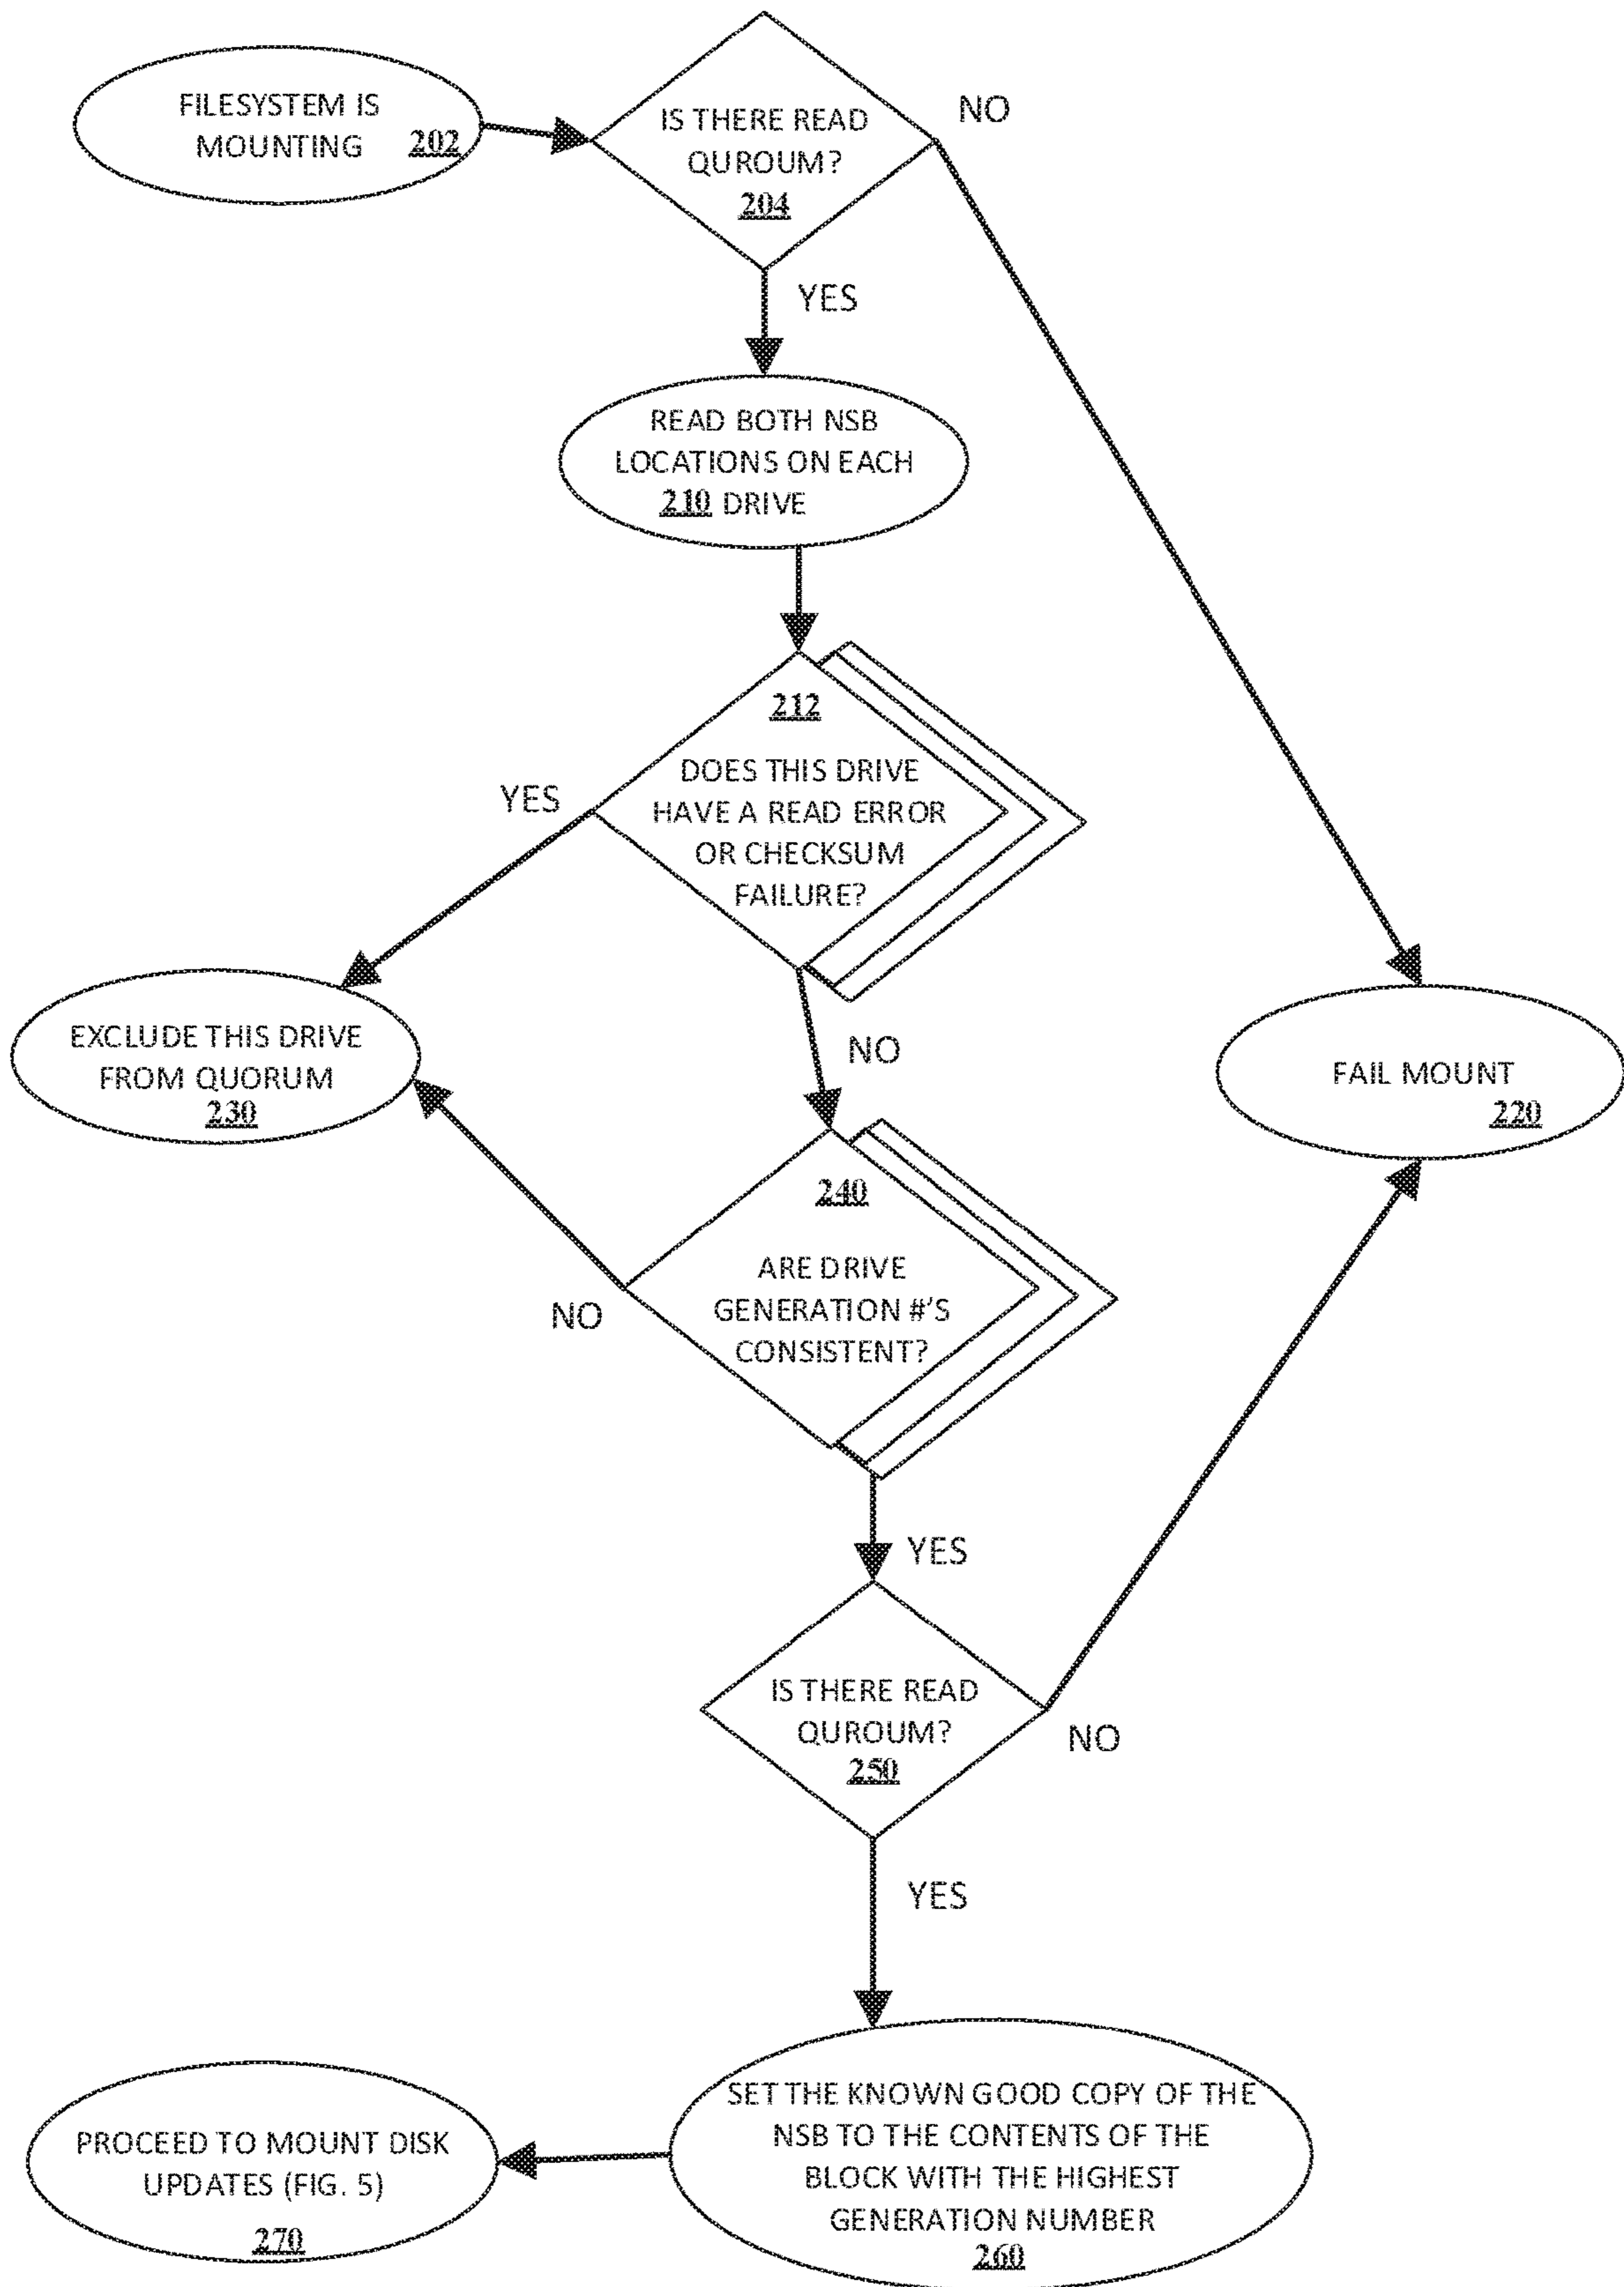 FILESYSTEM IS
MOUNTING 202
IS THERE READ
QUROUM?
204
NO
YES
READ BOTH NSB
LOCATIONS ON EACH
210 DRIVE
212
DOES THIS DRIVE
HAVE A READ ERROR
OR CHECKSUM
FAILURE?
YES
NO
EXCLUDE THIS DRIVE
FROM QUORUM
230
FAIL MOUNT
220
240
ARE DRIVE
GENERATION #'S
CONSISTENT?
NO
YES
IS THERE READ
QUROUM?
250
NO
YES
SET THE KNOWN GOOD COPY OF THE
NSB TO THE CONTENTS OF THE
BLOCK WITH THE HIGHEST
GENERATION NUMBER
260
PROCEED TO MOUNT DISK
UPDATES (FIG. 5)
270